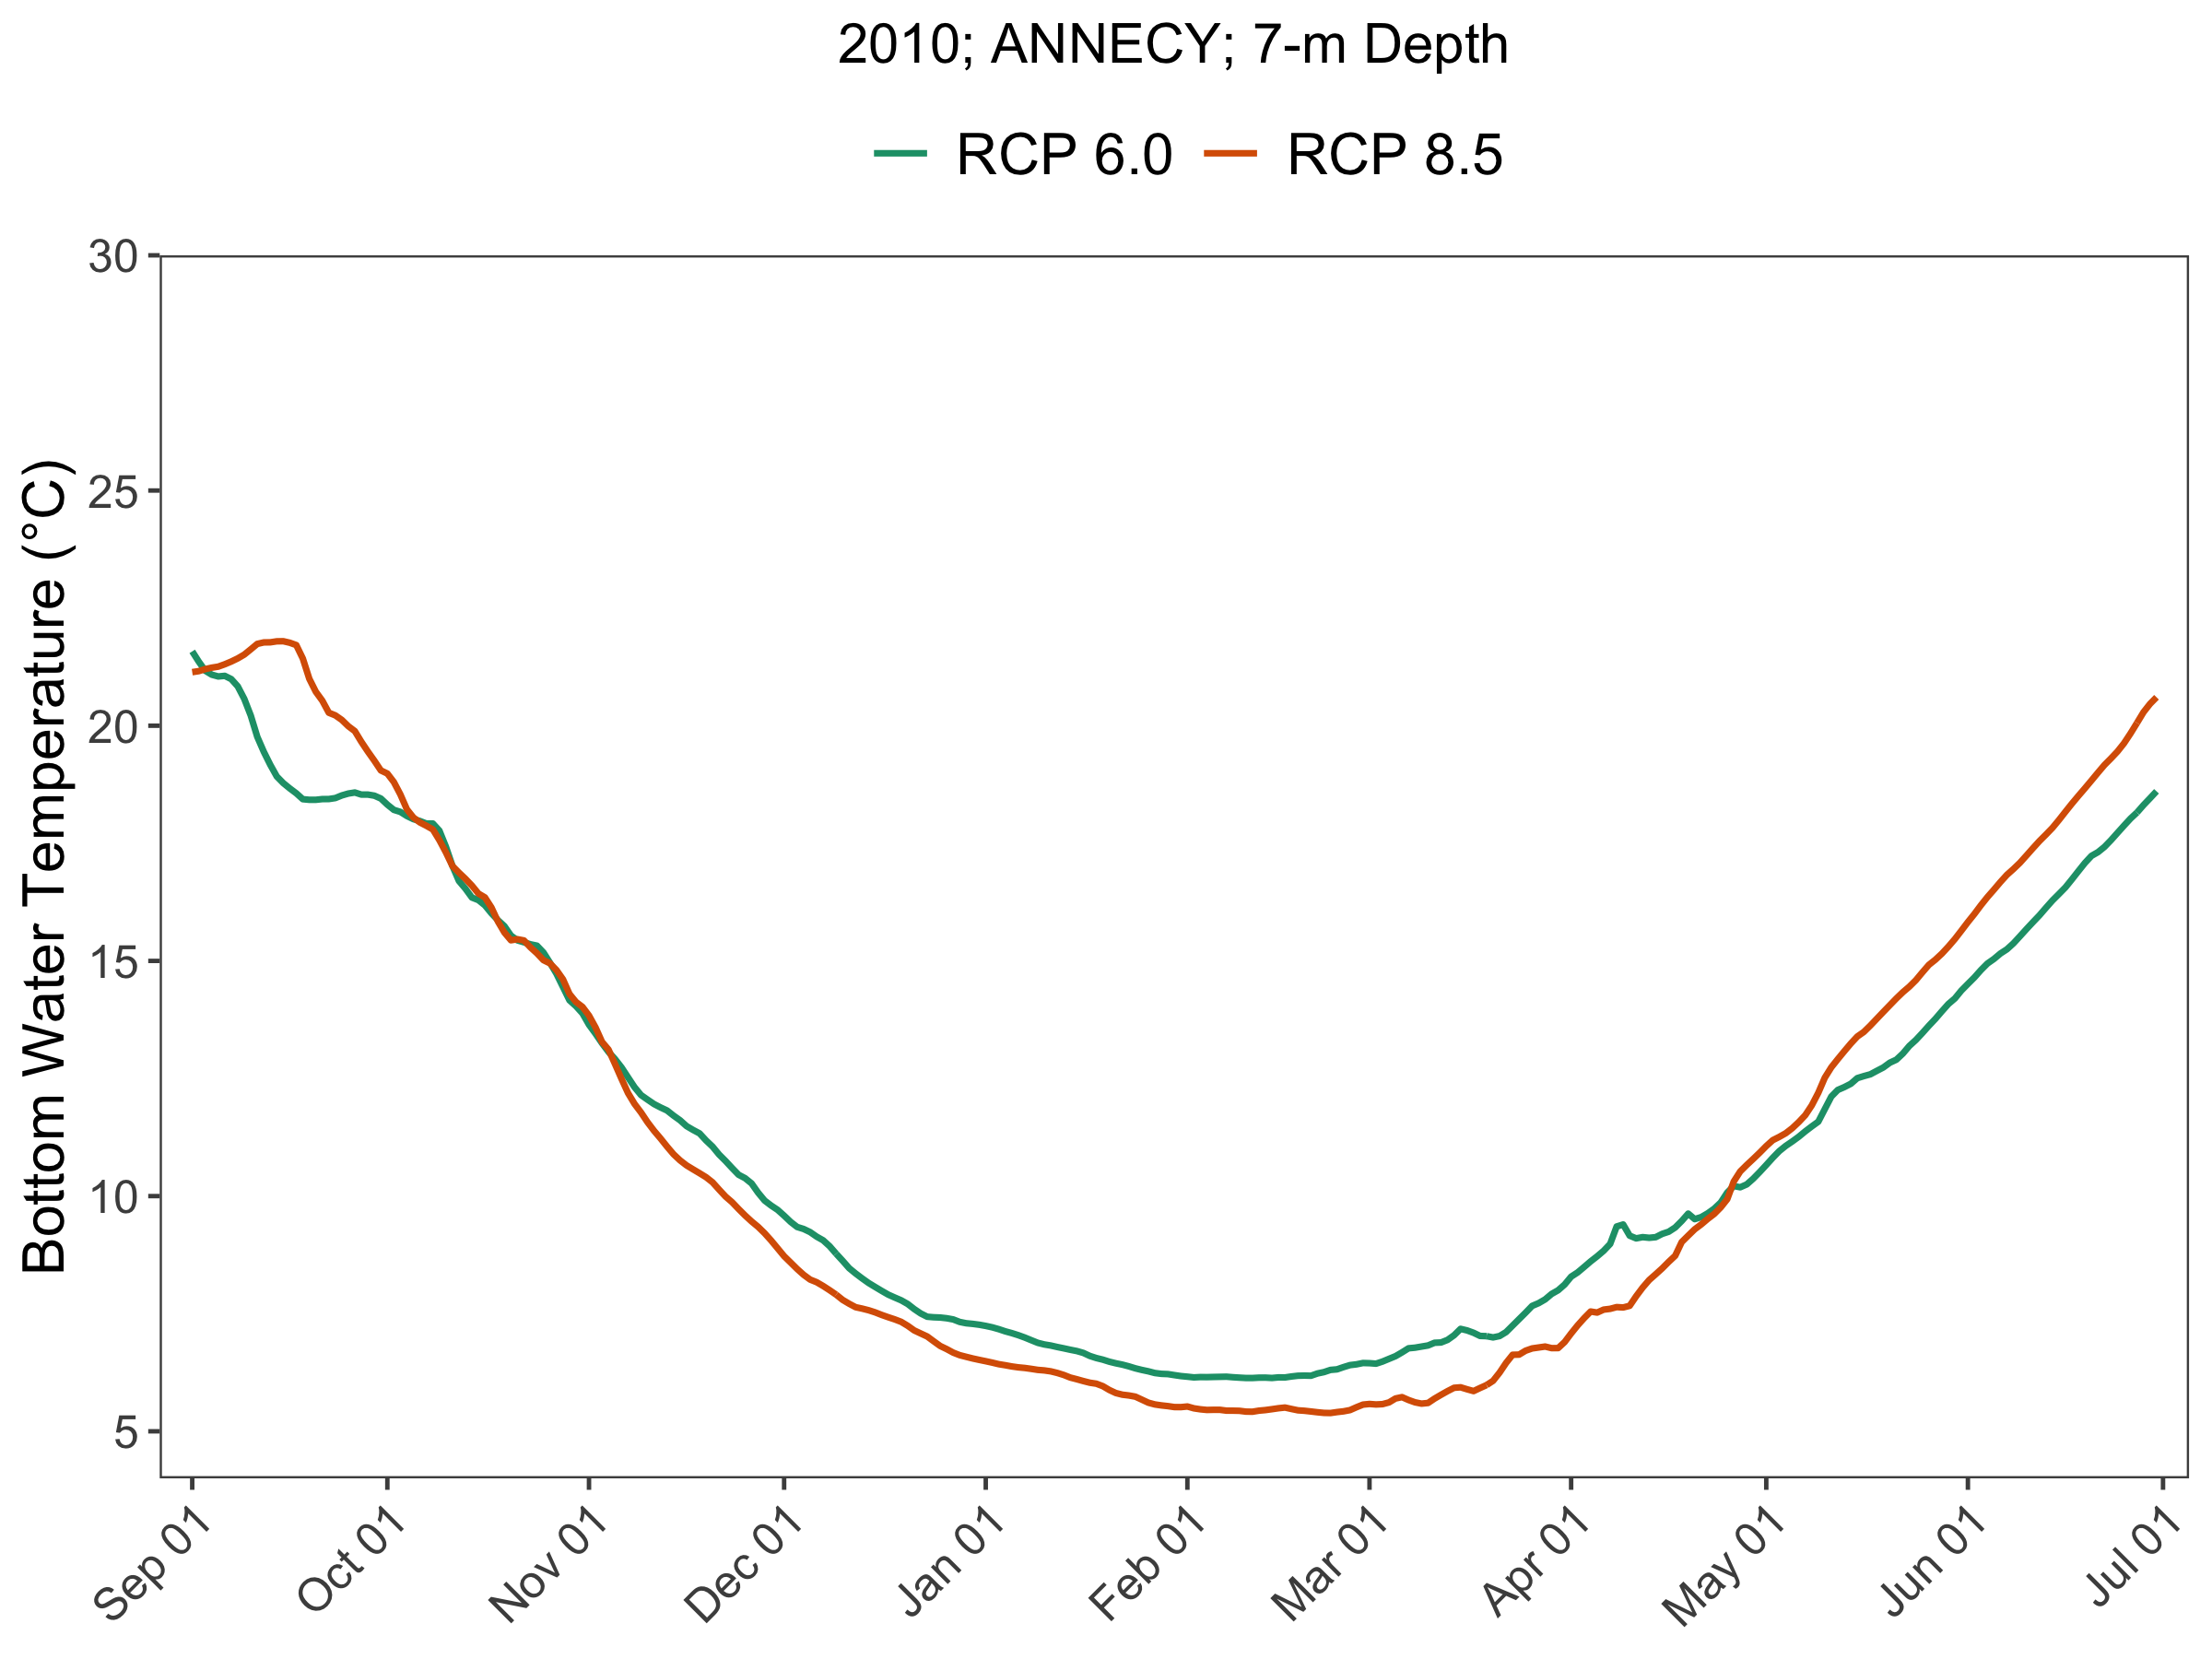 2010; ANNECY; 7-m Depth
RCP 6.0 RCP 8.5
Bottom Water Temperature (°C)
30
25
20
15
10
5
Sep 01 Oct 01 Nov 01 Dec 01 Jan 01 Feb 01 Mar 01 Apr 01 May 01 Jun 01 Jul 01